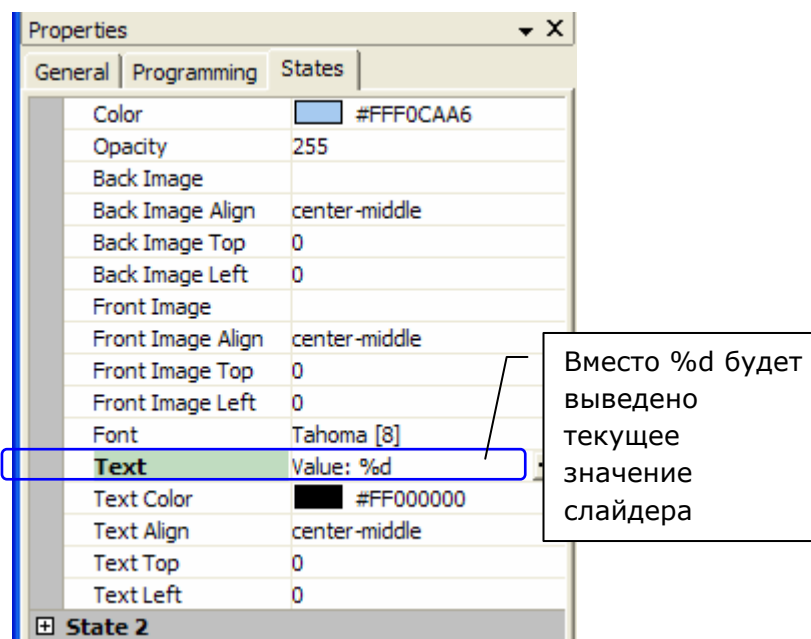 Properties
General Programming States
Color #FFF0CAA6
Opacity 255
Back Image
Back Image Align center-middle
Back Image Top 0
Back Image Left 0
Front Image
Front Image Align center-middle
Front Image Top 0
Front Image Left 0
Font Tahoma [8]
Text Value: %d
Text Color #FF000000
Text Align center-middle
Text Top 0
Text Left 0
State 2
Вместо %d будет
выведено
текущее
значение
слайдера